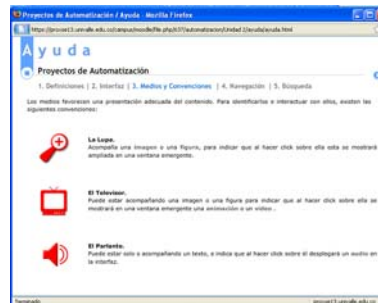 Proyectos de Automatización / Ayuda - Mozilla Firefox
Ayuda
Proyectos de Automatización
1. Definiciones | 2. Interfaz | 3. Medios y Convenciones | 4. Navegación | 5. Búsqueda
Los medios favorecen una presentación adecuada del contenido. Para identificarlos e interactuar con ellos, existen las
siguientes convenciones:
La Lupa.
Acompaña una imagen o una figura, para indicar que al hacer click sobre ella esta se mostrará
ampliada en una ventana emergente.
El Televisor.
Puede estar acompañando una imagen o una figura para indicar que al hacer click sobre ella se
mostrará en una ventana emergente una animación o un video.
El Parlante.
Puede estar solo o acompañando un texto, e indica que al hacer click sobre él desplegará un audio en
la interfaz.
Terminado